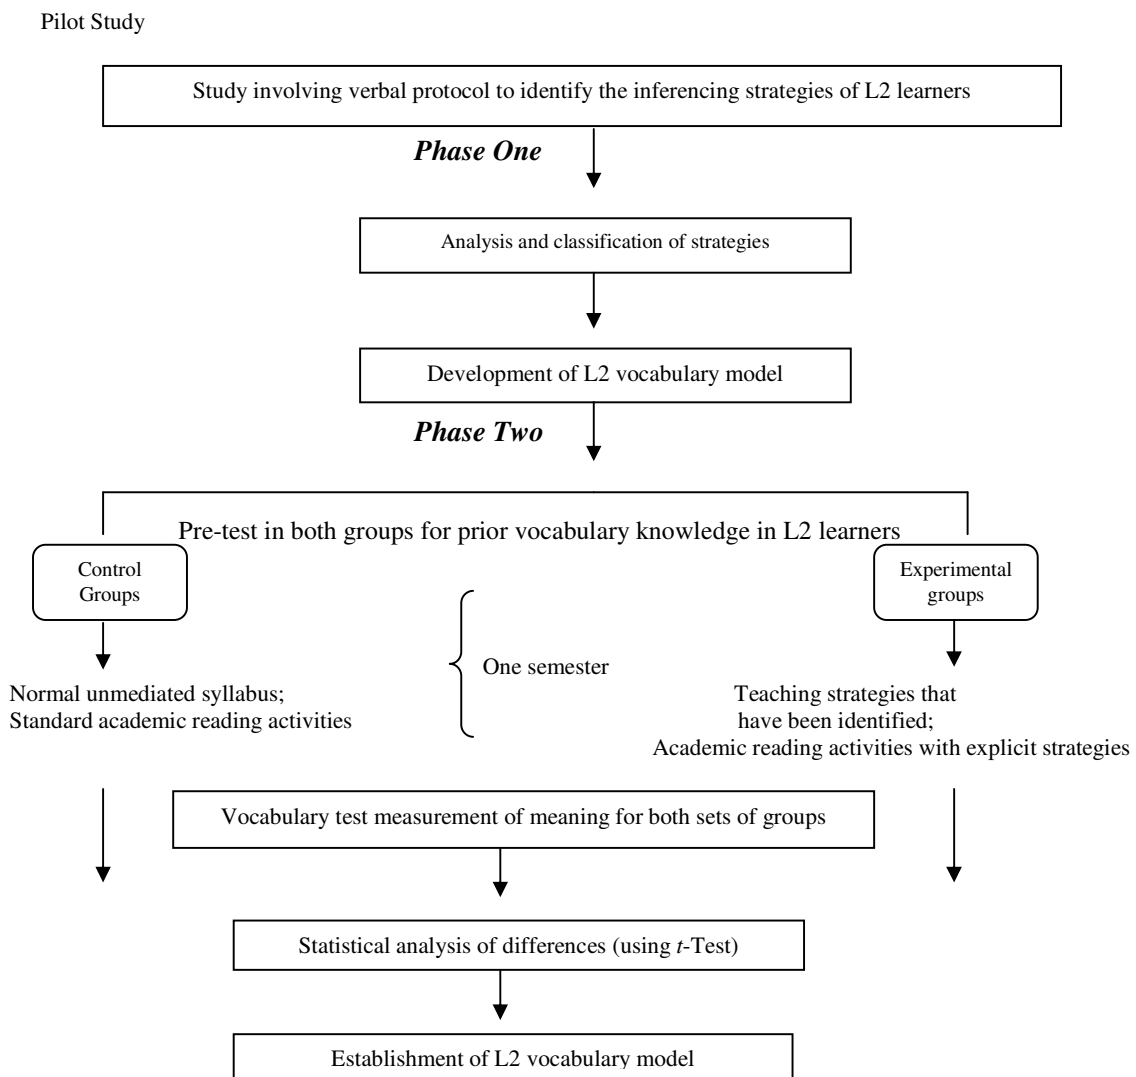 Pilot Study
Study involving verbal protocol to identify the inferencing strategies of L2 learners
Phase One
Analysis and classification of strategies
Development of L2 vocabulary model
Phase Two
Pre-test in both groups for prior vocabulary knowledge in L2 learners
Control
Groups
Experimental
groups
One semester
Normal unmediated syllabus;
Standard academic reading activities
Teaching strategies that
have been identified;
Academic reading activities with explicit strategies
Vocabulary test measurement of meaning for both sets of groups
Statistical analysis of differences (using t-Test)
Establishment of L2 vocabulary model